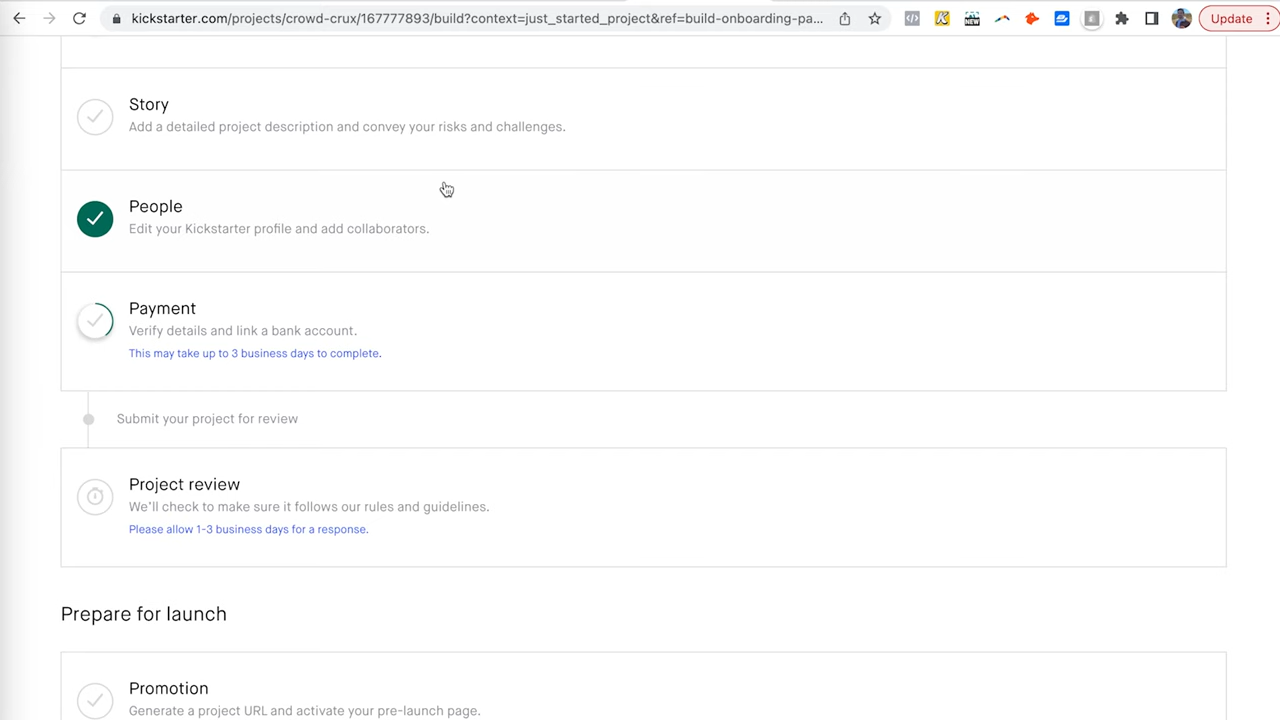 kickstarter.com/projects/crowd-crux/167777893/build?context=just_started_project&ref=build-onboarding-pa...
NEW
Update
Story
Add a detailed project description and convey your risks and challenges.
People
Edit your Kickstarter profile and add collaborators.
Payment
Verify details and link a bank account.
This may take up to 3 business days to complete.
Submit your project for review
Project review
We'll check to make sure it follows our rules and guidelines.
Please allow 1-3 business days for a response.
Prepare for launch
Promotion
Generate a project URL and activate your pre-launch page.